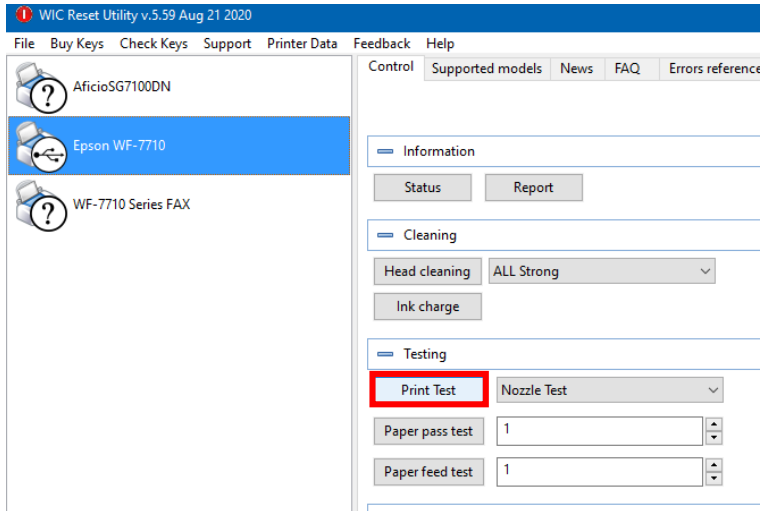 WIC Reset Utility v.5.59 Aug 21 2020
File Buy Keys Check Keys Support Printer Data Feedback Help
AficioSG7100DN
Epson WF-7710
WF-7710 Series FAX
Control Supported models News FAQ Errors reference
Information
Status Report
Cleaning
Head cleaning ALL Strong
Ink charge
Testing
Print Test Nozzle Test
Paper pass test 1
Paper feed test 1